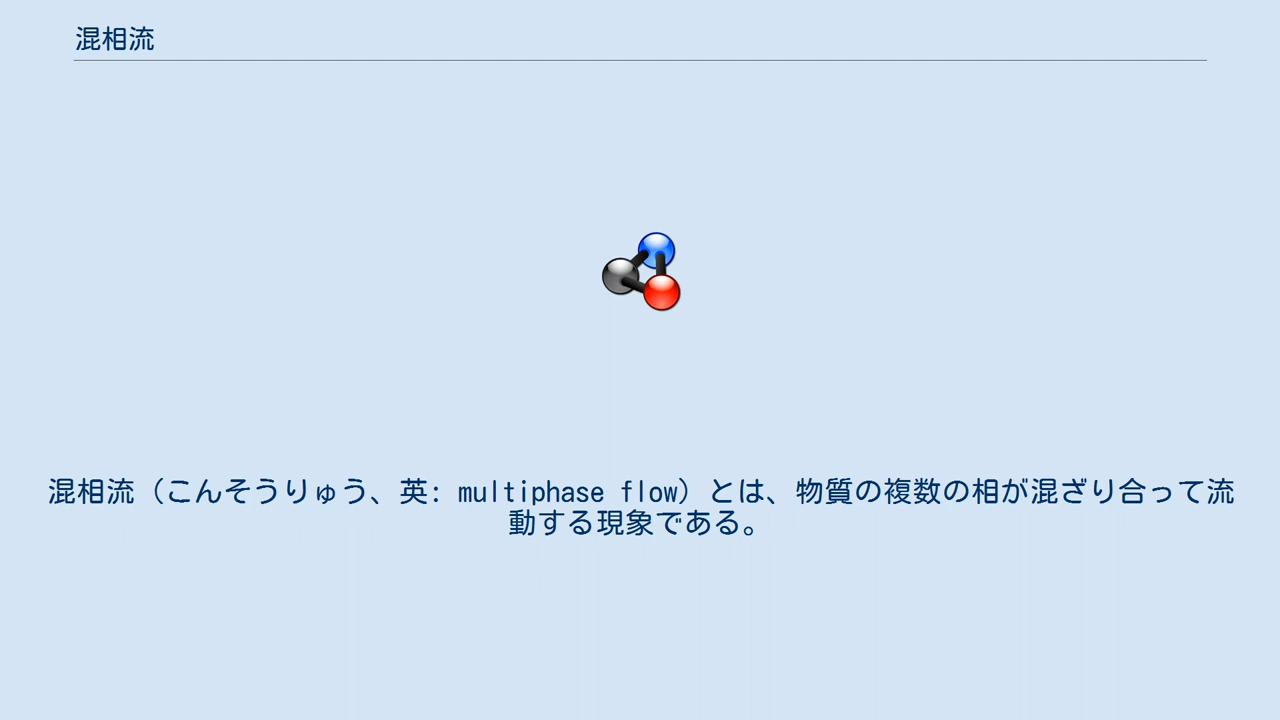 混相流
混相流（こんそうりゅう、英: multiphase flow）とは、物質の複数の相が混ざり合って流
動する現象である。